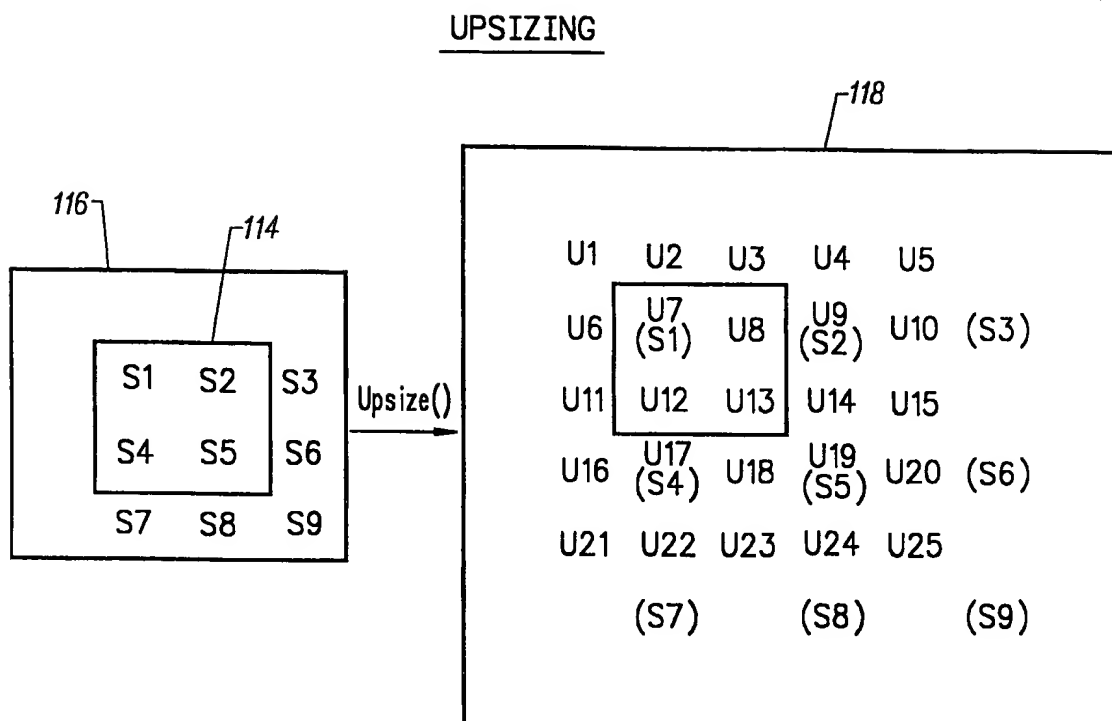 UPSIZING
118
116
114
U1 U2 U3 U4 U5
U7 U9
U6 (S1) U8 (S2) U10 (S3)
S1 S2 S3
Upsize()
U11 U12 U13 U14 U15
S4 S5 S6
U17 U19
U16 (S4) U18 (S5) U20 (S6)
S7 S8 S9
U21 U22 U23 U24 U25
(S7) (S8) (S9)